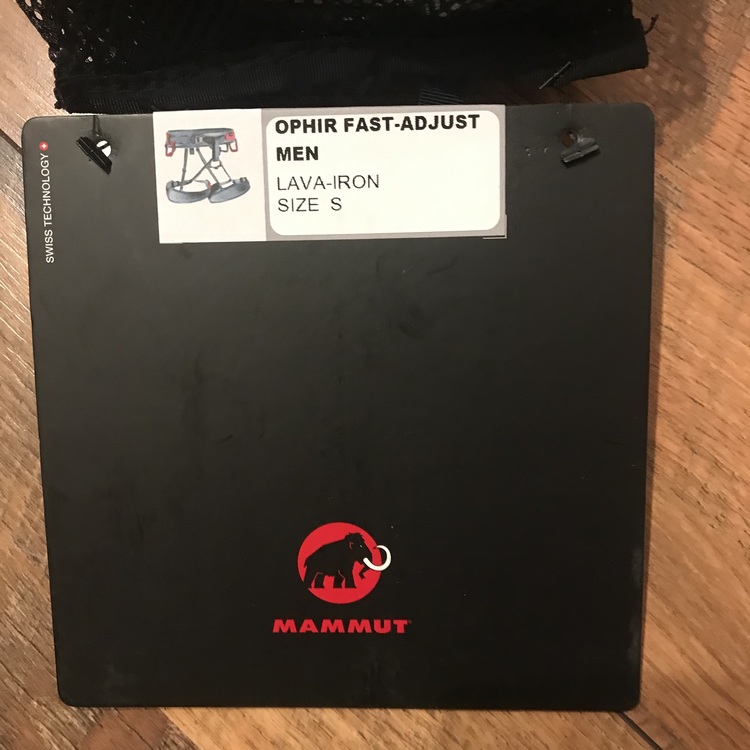 OPHIR FAST-ADJUST
MEN
LAVA-IRON
SIZE S
SWISS TECHNOLOGY
MAMMUT